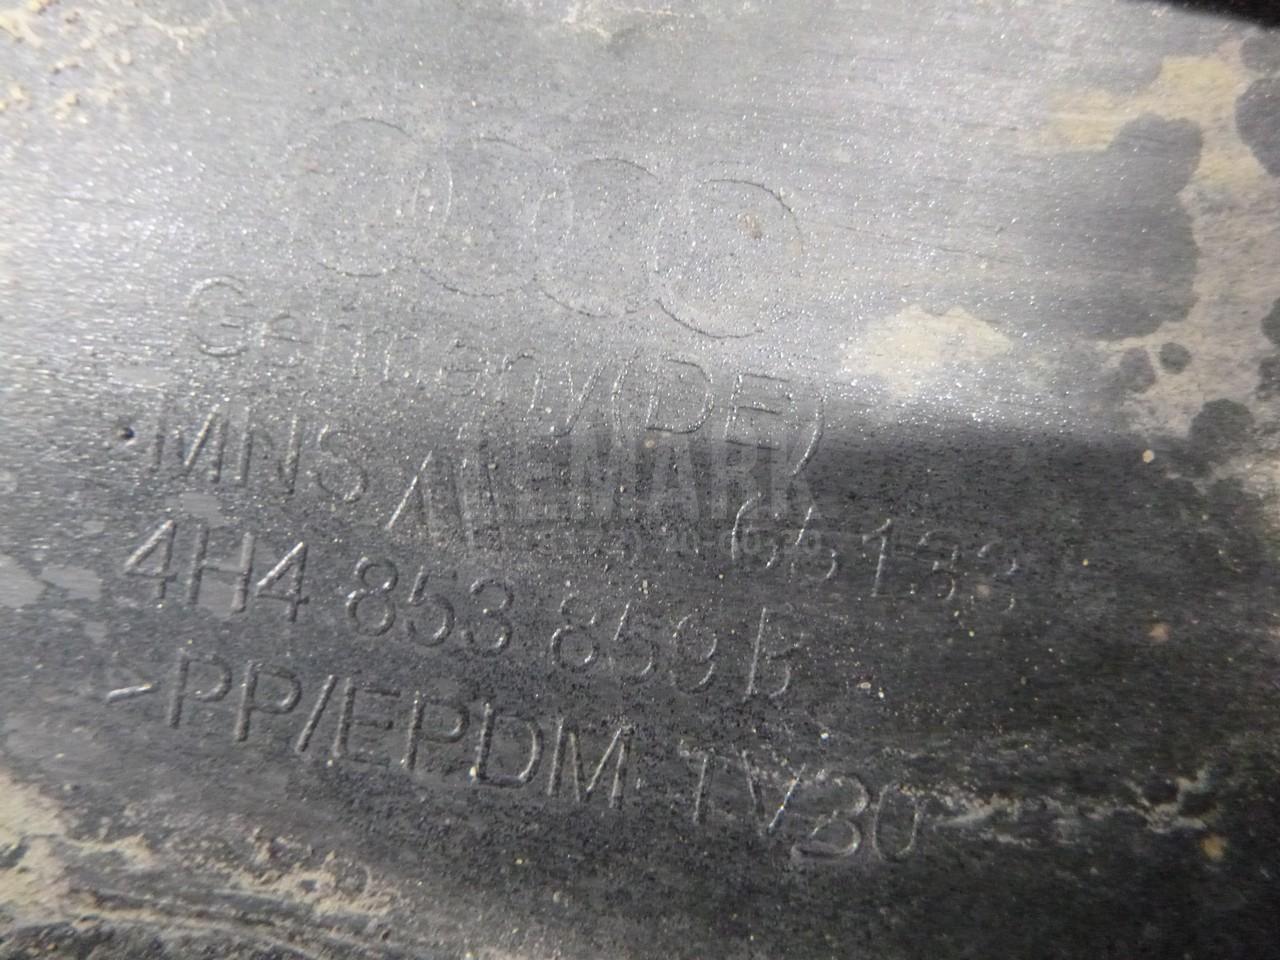 Germany (DE)
MNS
4H4 853 859 B
>PP/EPDM TV30